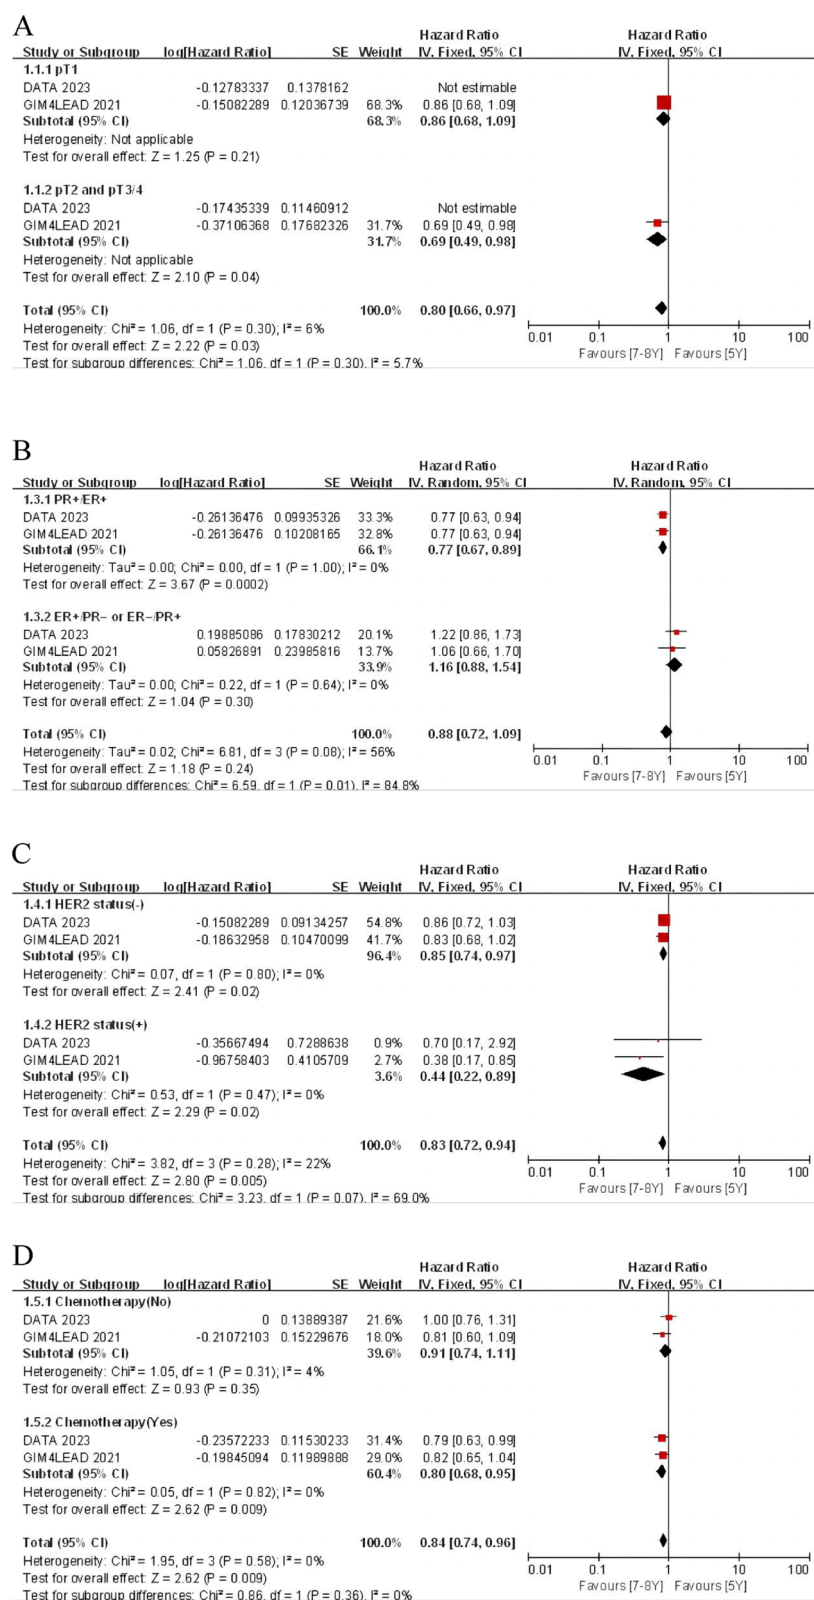 A
Hazard Ratio Hazard Ratio
Study or Subgroup log[Hazard Ratio] SE Weight IV, Fixed, 95% CI IV, Fixed, 95% CI
1.1.1 pT1
DATA 2023 -0.12783337 0.1378162 Not estimable
GIM4LEAD 2021 -0.15082289 0.12036739 68.3% 0.86 [0.68, 1.09]
Subtotal (95% CI) 68.3% 0.86 [0.68, 1.09]
Heterogeneity: Not applicable
Test for overall effect: Z = 1.25 (P = 0.21)
1.1.2 pT2 and pT3/4
DATA 2023 -0.17435339 0.11460912 Not estimable
GIM4LEAD 2021 -0.37106368 0.17682326 31.7% 0.69 [0.49, 0.98]
Subtotal (95% CI) 31.7% 0.69 [0.49, 0.98]
Heterogeneity: Not applicable
Test for overall effect: Z = 2.10 (P = 0.04)
Total (95% CI) 100.0% 0.80 [0.66, 0.97]
Heterogeneity: Chi² = 1.06, df = 1 (P = 0.30); I² = 6%
Test for overall effect: Z = 2.22 (P = 0.03)
Test for subgroup differences: Chi² = 1.06, df = 1 (P = 0.30), I² = 5.7%
0.01 0.1 1 10 100
Favours [7-8Y] Favours [5Y]
B
Hazard Ratio Hazard Ratio
Study or Subgroup log[Hazard Ratio] SE Weight IV, Random, 95% CI IV, Random, 95% CI
1.3.1 PR+/ER+
DATA 2023 -0.26136476 0.09935326 33.3% 0.77 [0.63, 0.94]
GIM4LEAD 2021 -0.26136476 0.10208165 32.8% 0.77 [0.63, 0.94]
Subtotal (95% CI) 66.1% 0.77 [0.67, 0.89]
Heterogeneity: Tau² = 0.00; Chi² = 0.00, df = 1 (P = 1.00); I² = 0%
Test for overall effect: Z = 3.67 (P = 0.0002)
1.3.2 ER+/PR− or ER−/PR+
DATA 2023 0.19885086 0.17830212 20.1% 1.22 [0.86, 1.73]
GIM4LEAD 2021 0.05826891 0.23985816 13.7% 1.06 [0.66, 1.70]
Subtotal (95% CI) 33.9% 1.16 [0.88, 1.54]
Heterogeneity: Tau² = 0.00; Chi² = 0.22, df = 1 (P = 0.64); I² = 0%
Test for overall effect: Z = 1.04 (P = 0.30)
Total (95% CI) 100.0% 0.88 [0.72, 1.09]
Heterogeneity: Tau² = 0.02; Chi² = 6.81, df = 3 (P = 0.08); I² = 56%
Test for overall effect: Z = 1.18 (P = 0.24)
Test for subgroup differences: Chi² = 6.59, df = 1 (P = 0.01), I² = 84.8%
0.01 0.1 1 10 100
Favours [7-8Y] Favours [5Y]
C
Hazard Ratio Hazard Ratio
Study or Subgroup log[Hazard Ratio] SE Weight IV, Fixed, 95% CI IV, Fixed, 95% CI
1.4.1 HER2 status(-)
DATA 2023 -0.15082289 0.09134257 54.8% 0.86 [0.72, 1.03]
GIM4LEAD 2021 -0.18632958 0.10470099 41.7% 0.83 [0.68, 1.02]
Subtotal (95% CI) 96.4% 0.85 [0.74, 0.97]
Heterogeneity: Chi² = 0.07, df = 1 (P = 0.80); I² = 0%
Test for overall effect: Z = 2.41 (P = 0.02)
1.4.2 HER2 status(+)
DATA 2023 -0.35667494 0.7288638 0.9% 0.70 [0.17, 2.92]
GIM4LEAD 2021 -0.96758403 0.4105709 2.7% 0.38 [0.17, 0.85]
Subtotal (95% CI) 3.6% 0.44 [0.22, 0.89]
Heterogeneity: Chi² = 0.53, df = 1 (P = 0.47); I² = 0%
Test for overall effect: Z = 2.29 (P = 0.02)
Total (95% CI) 100.0% 0.83 [0.72, 0.94]
Heterogeneity: Chi² = 3.82, df = 3 (P = 0.28); I² = 22%
Test for overall effect: Z = 2.80 (P = 0.005)
Test for subgroup differences: Chi² = 3.23, df = 1 (P = 0.07), I² = 69.0%
0.01 0.1 1 10 100
Favours [7-8Y] Favours [5Y]
D
Hazard Ratio Hazard Ratio
Study or Subgroup log[Hazard Ratio] SE Weight IV, Fixed, 95% CI IV, Fixed, 95% CI
1.5.1 Chemotherapy(No)
DATA 2023 0 0.13889387 21.6% 1.00 [0.76, 1.31]
GIM4LEAD 2021 -0.21072103 0.15229676 18.0% 0.81 [0.60, 1.09]
Subtotal (95% CI) 39.6% 0.91 [0.74, 1.11]
Heterogeneity: Chi² = 1.05, df = 1 (P = 0.31); I² = 4%
Test for overall effect: Z = 0.93 (P = 0.35)
1.5.2 Chemotherapy(Yes)
DATA 2023 -0.23572233 0.11530233 31.4% 0.79 [0.63, 0.99]
GIM4LEAD 2021 -0.19845094 0.11989888 29.0% 0.82 [0.65, 1.04]
Subtotal (95% CI) 60.4% 0.80 [0.68, 0.95]
Heterogeneity: Chi² = 0.05, df = 1 (P = 0.82); I² = 0%
Test for overall effect: Z = 2.62 (P = 0.009)
Total (95% CI) 100.0% 0.84 [0.74, 0.96]
Heterogeneity: Chi² = 1.95, df = 3 (P = 0.58); I² = 0%
Test for overall effect: Z = 2.62 (P = 0.009)
Test for subgroup differences: Chi² = 0.86, df = 1 (P = 0.36), I² = 0%
0.01 0.1 1 10 100
Favours [7-8Y] Favours [5Y]